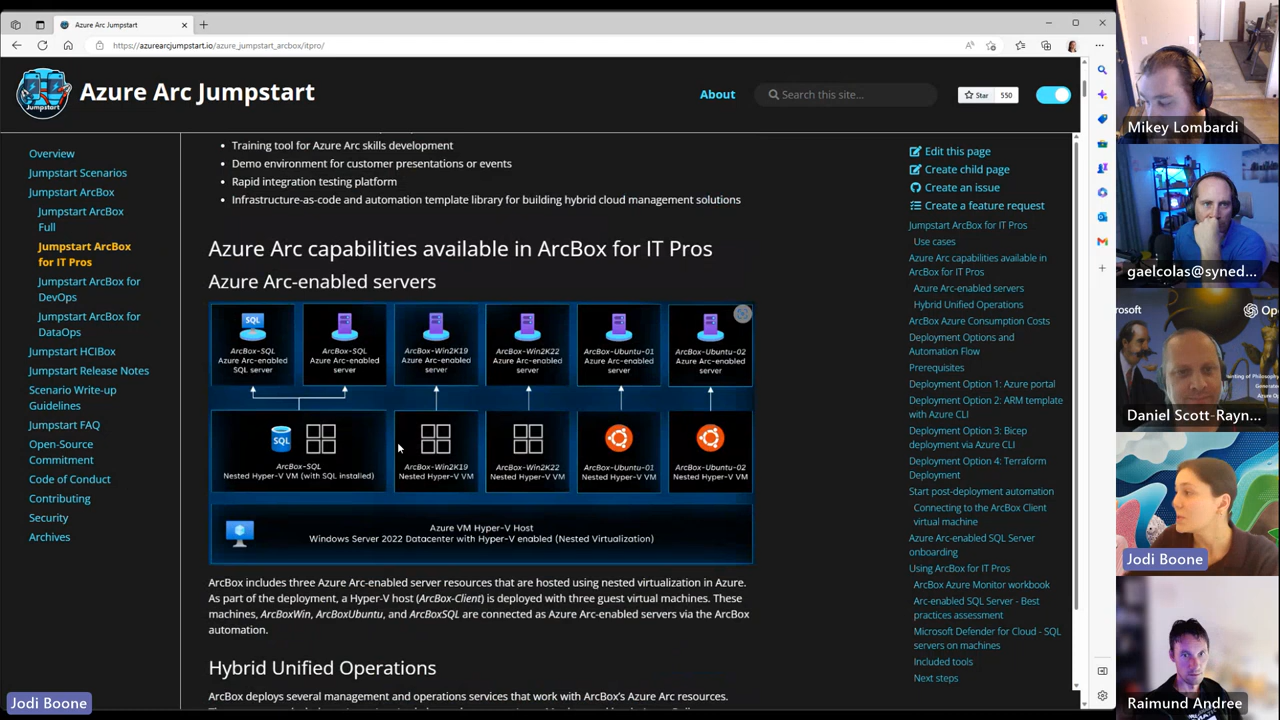 Azure Arc Jumpstart
https://azurearcjumpstart.io/azure_jumpstart_arcbox/itpro/
Jumpstart
Azure Arc Jumpstart
About
Search this site...
Star 550
Overview
Jumpstart Scenarios
Jumpstart ArcBox
Jumpstart ArcBox
Full
Jumpstart ArcBox
for IT Pros
Jumpstart ArcBox for
DevOps
Jumpstart ArcBox for
DataOps
Jumpstart HCIBox
Jumpstart Release Notes
Scenario Write-up
Guidelines
Jumpstart FAQ
Open-Source
Commitment
Code of Conduct
Contributing
Security
Archives
Training tool for Azure Arc skills development
Demo environment for customer presentations or events
Rapid integration testing platform
Infrastructure-as-code and automation template library for building hybrid cloud management solutions
Azure Arc capabilities available in ArcBox for IT Pros
Azure Arc-enabled servers
SQL
ArcBox-SQL
Azure Arc-enabled
SQL server
ArcBox-SQL
Azure Arc-enabled
server
ArcBox-Win2K19
Azure Arc-enabled
server
ArcBox-Win2K22
Azure Arc-enabled
server
ArcBox-Ubuntu-01
Azure Arc-enabled
server
ArcBox-Ubuntu-02
Azure Arc-enabled
server
SQL
ArcBox-SQL
Nested Hyper-V VM (with SQL installed)
ArcBox-Win2K19
Nested Hyper-V VM
ArcBox-Win2K22
Nested Hyper-V VM
ArcBox-Ubuntu-01
Nested Hyper-V VM
ArcBox-Ubuntu-02
Nested Hyper-V VM
Azure VM Hyper-V Host
Windows Server 2022 Datacenter with Hyper-V enabled (Nested Virtualization)
ArcBox includes three Azure Arc-enabled server resources that are hosted using nested virtualization in Azure.
As part of the deployment, a Hyper-V host (ArcBox-Client) is deployed with three guest virtual machines. These
machines, ArcBoxWin, ArcBoxUbuntu, and ArcBoxSQL are connected as Azure Arc-enabled servers via the ArcBox
automation.
Hybrid Unified Operations
ArcBox deploys several management and operations services that work with ArcBox's Azure Arc resources.
Edit this page
Create child page
Create an issue
Create a feature request
Jumpstart ArcBox for IT Pros
Use cases
Azure Arc capabilities available in
ArcBox for IT Pros
Azure Arc-enabled servers
Hybrid Unified Operations
ArcBox Azure Consumption Costs
Deployment Options and
Automation Flow
Prerequisites
Deployment Option 1: Azure portal
Deployment Option 2: ARM template
with Azure CLI
Deployment Option 3: Bicep
deployment via Azure CLI
Deployment Option 4: Terraform
Deployment
Start post-deployment automation
Connecting to the ArcBox Client
virtual machine
Azure Arc-enabled SQL Server
onboarding
Using ArcBox for IT Pros
ArcBox Azure Monitor workbook
Arc-enabled SQL Server - Best
practices assessment
Microsoft Defender for Cloud - SQL
servers on machines
Included tools
Next steps
Jodi Boone
Mikey Lombardi
gaelcolas@syned...
Daniel Scott-Rayn...
Jodi Boone
Raimund Andree